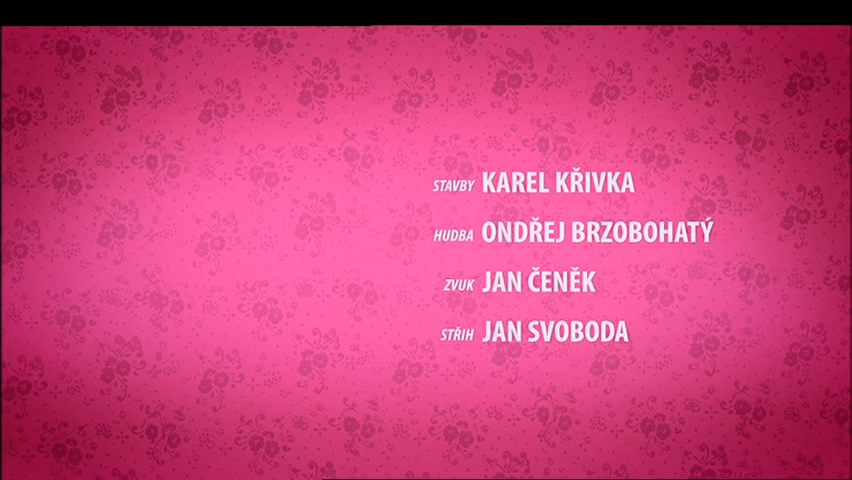 STAVBY KAREL KŘIVKA
HUDBA ONDŘEJ BRZOBOHATÝ
ZVUK JAN ČENĚK
STŘIH JAN SVOBODA